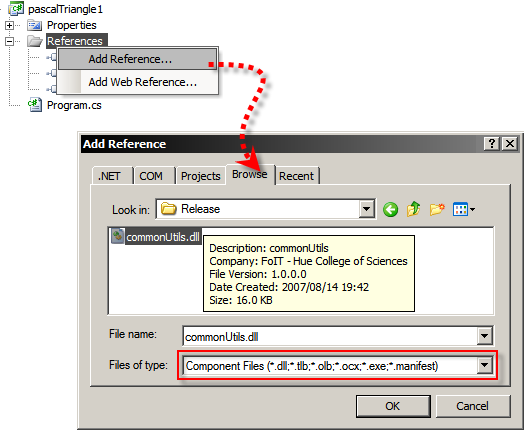 pascalTriangle1
Properties
References
Add Reference...
Add Web Reference...
Program.cs
Add Reference
.NET
COM
Projects
Browse
Recent
Look in:
Release
commonUtils.dll
Description: commonUtils
Company: FoIT - Hue College of Sciences
File Version: 1.0.0.0
Date Created: 2007/08/14 19:42
Size: 16.0 KB
File name:
commonUtils.dll
Files of type:
Component Files (*.dll;*.tlb;*.olb;*.ocx;*.exe;*.manifest)
OK
Cancel